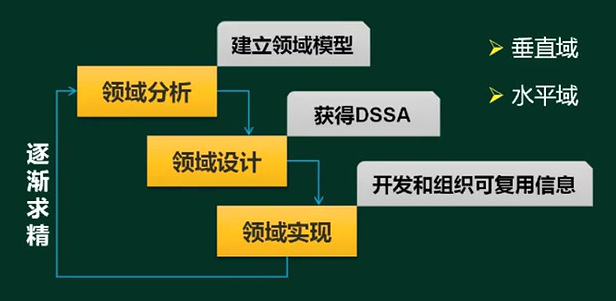 建立领域模型
垂直域
领域分析
水平域
获得DSSA
领域设计
逐渐求精
开发和组织可复用信息
领域实现